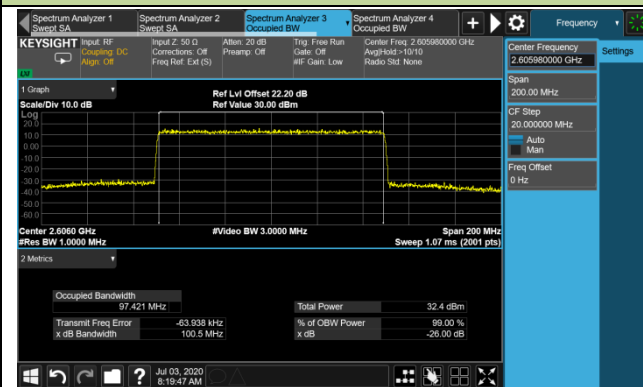 Spectrum Analyzer 1
Swept SA
Spectrum Analyzer 2
Swept SA
Spectrum Analyzer 3
Occupied BW
Spectrum Analyzer 4
Occupied BW
Frequency
KEYSIGHT
Input: RF
Coupling: DC
Align: Off
Input Z: 50 Ω
Corrections: Off
Freq Ref: Ext (S)
Atten: 20 dB
Preamp: Off
Trig: Free Run
Gate: Off
#IF Gain: Low
Center Freq: 2.605980000 GHz
Avg|Hold:>10/10
Radio Std: None
Center Frequency
2.605980000 GHz
Settings
Span
200.00 MHz
CF Step
20.000000 MHz
Auto
Man
Freq Offset
0 Hz
1 Graph
Scale/Div 10.0 dB
Ref Lvl Offset 22.20 dB
Ref Value 30.00 dBm
Log
20.0
10.0
0.00
-10.0
-20.0
-30.0
-40.0
-50.0
-60.0
Center 2.6060 GHz
#Video BW 3.0000 MHz
Span 200 MHz
#Res BW 1.0000 MHz
Sweep 1.07 ms (2001 pts)
2 Metrics
Occupied Bandwidth
97.421 MHz
Total Power
32.4 dBm
Transmit Freq Error
-63.938 kHz
% of OBW Power
99.00 %
x dB Bandwidth
100.5 MHz
x dB
-26.00 dB
?
Jul 03, 2020
8:19:47 AM